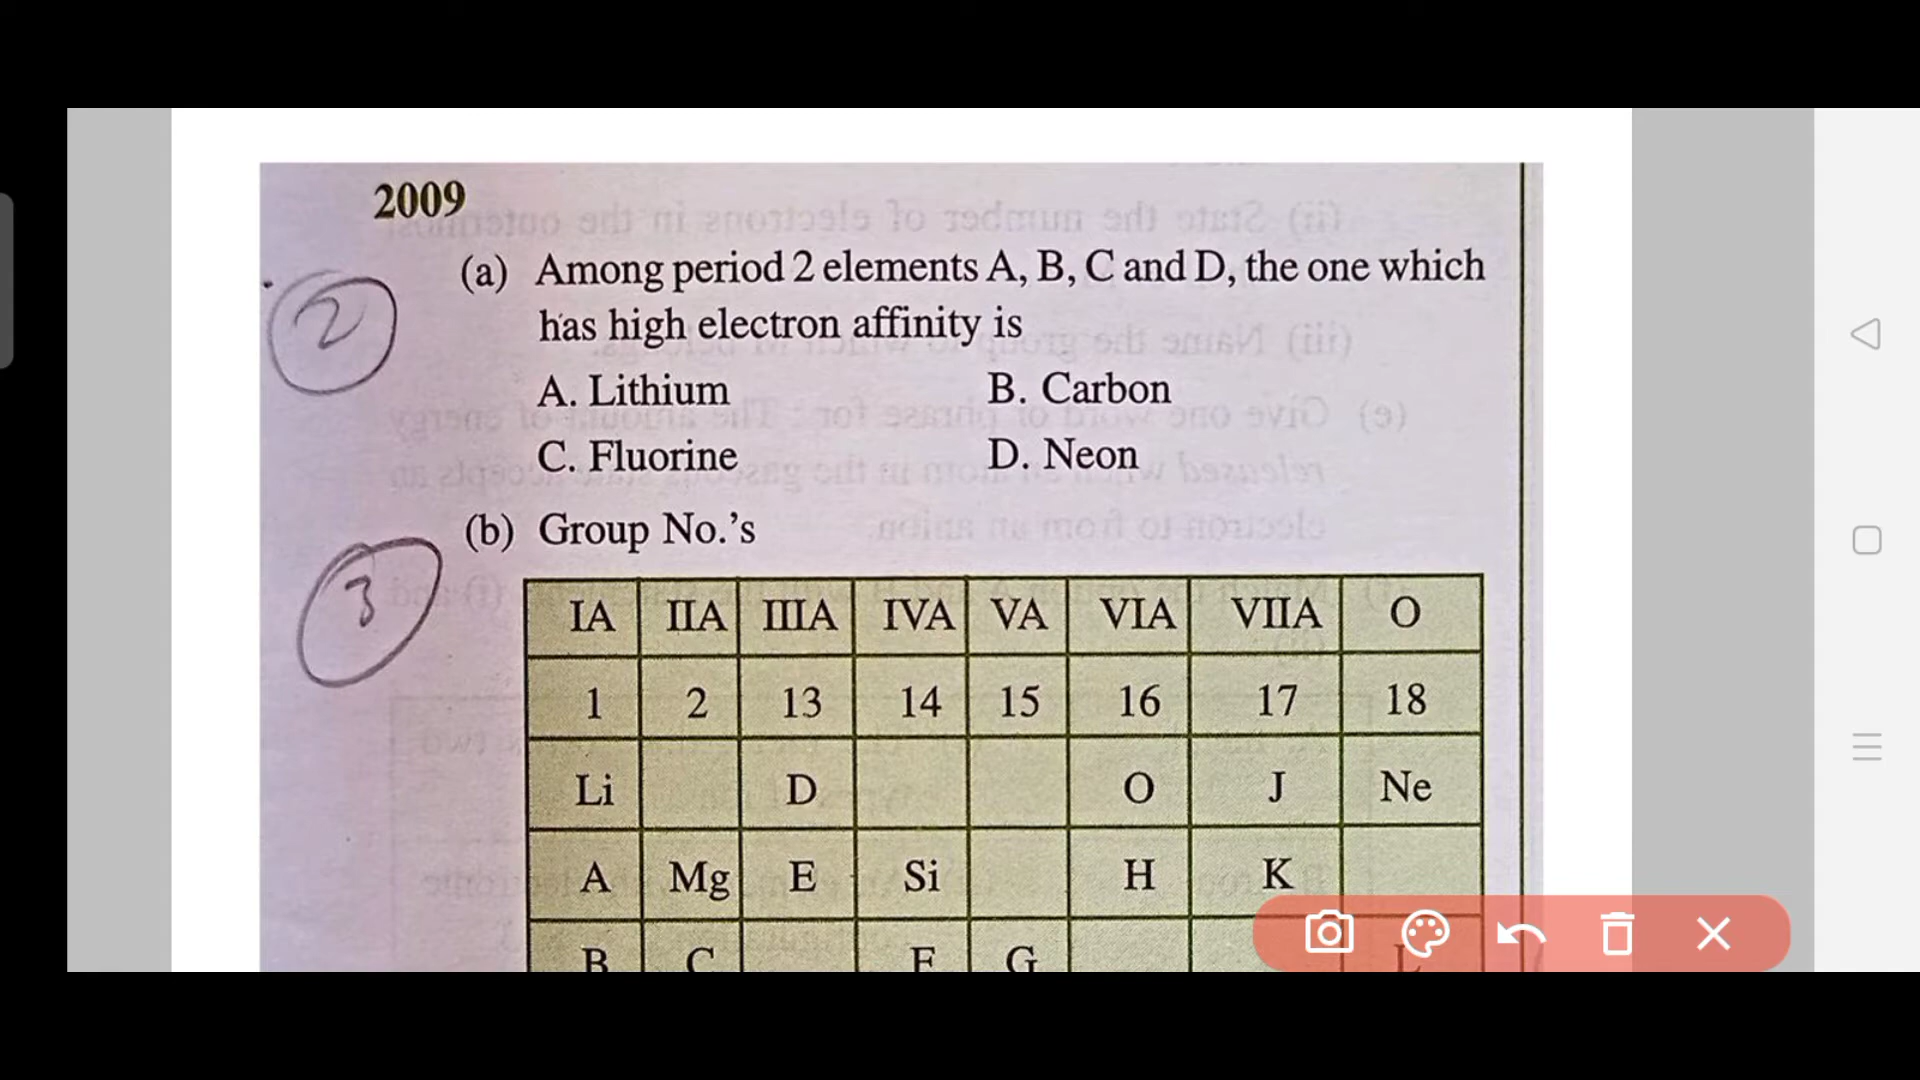 2009
(a) Among period 2 elements A, B, C and D, the one which
has high electron affinity is
A. Lithium B. Carbon
C. Fluorine D. Neon
(b) Group No.'s
IA IIA IIIA IVA VA VIA VIIA O
1 2 13 14 15 16 17 18
Li D O J Ne
A Mg E Si H K
B C F G L
2
3